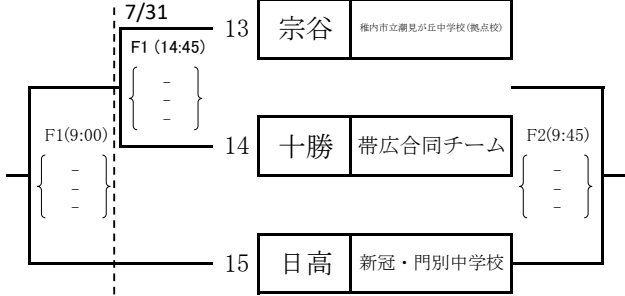 7/31
13 宗谷 稚内市立潮見が丘中学校(拠点校)
F1 (14:45)
–
–
–
F1(9:00)
–
–
–
14 十勝 帯広合同チーム
F2(9:45)
–
–
–
15 日高 新冠・門別中学校